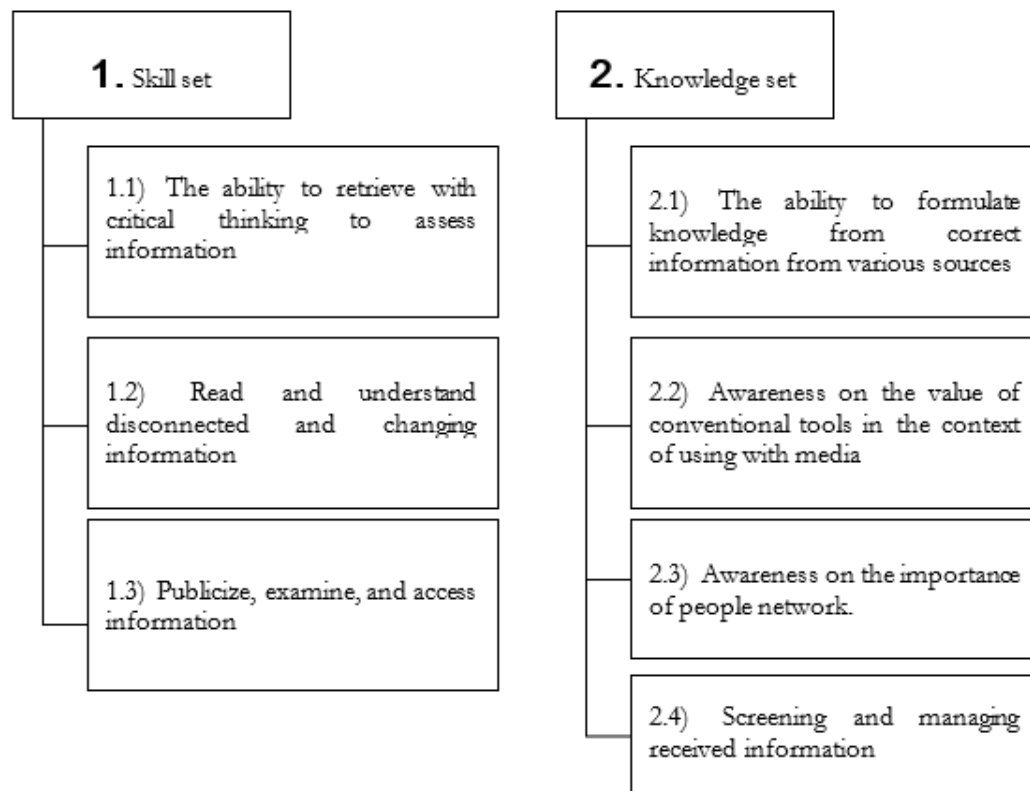 1. Skill set
1.1) The ability to retrieve with
critical thinking to assess
information
1.2) Read and understand
disconnected and changing
information
1.3) Publicize, examine, and access
information
2. Knowledge set
2.1) The ability to formulate
knowledge from correct
information from various sources
2.2) Awareness on the value of
conventional tools in the context
of using with media
2.3) Awareness on the importance
of people network.
2.4) Screening and managing
received information